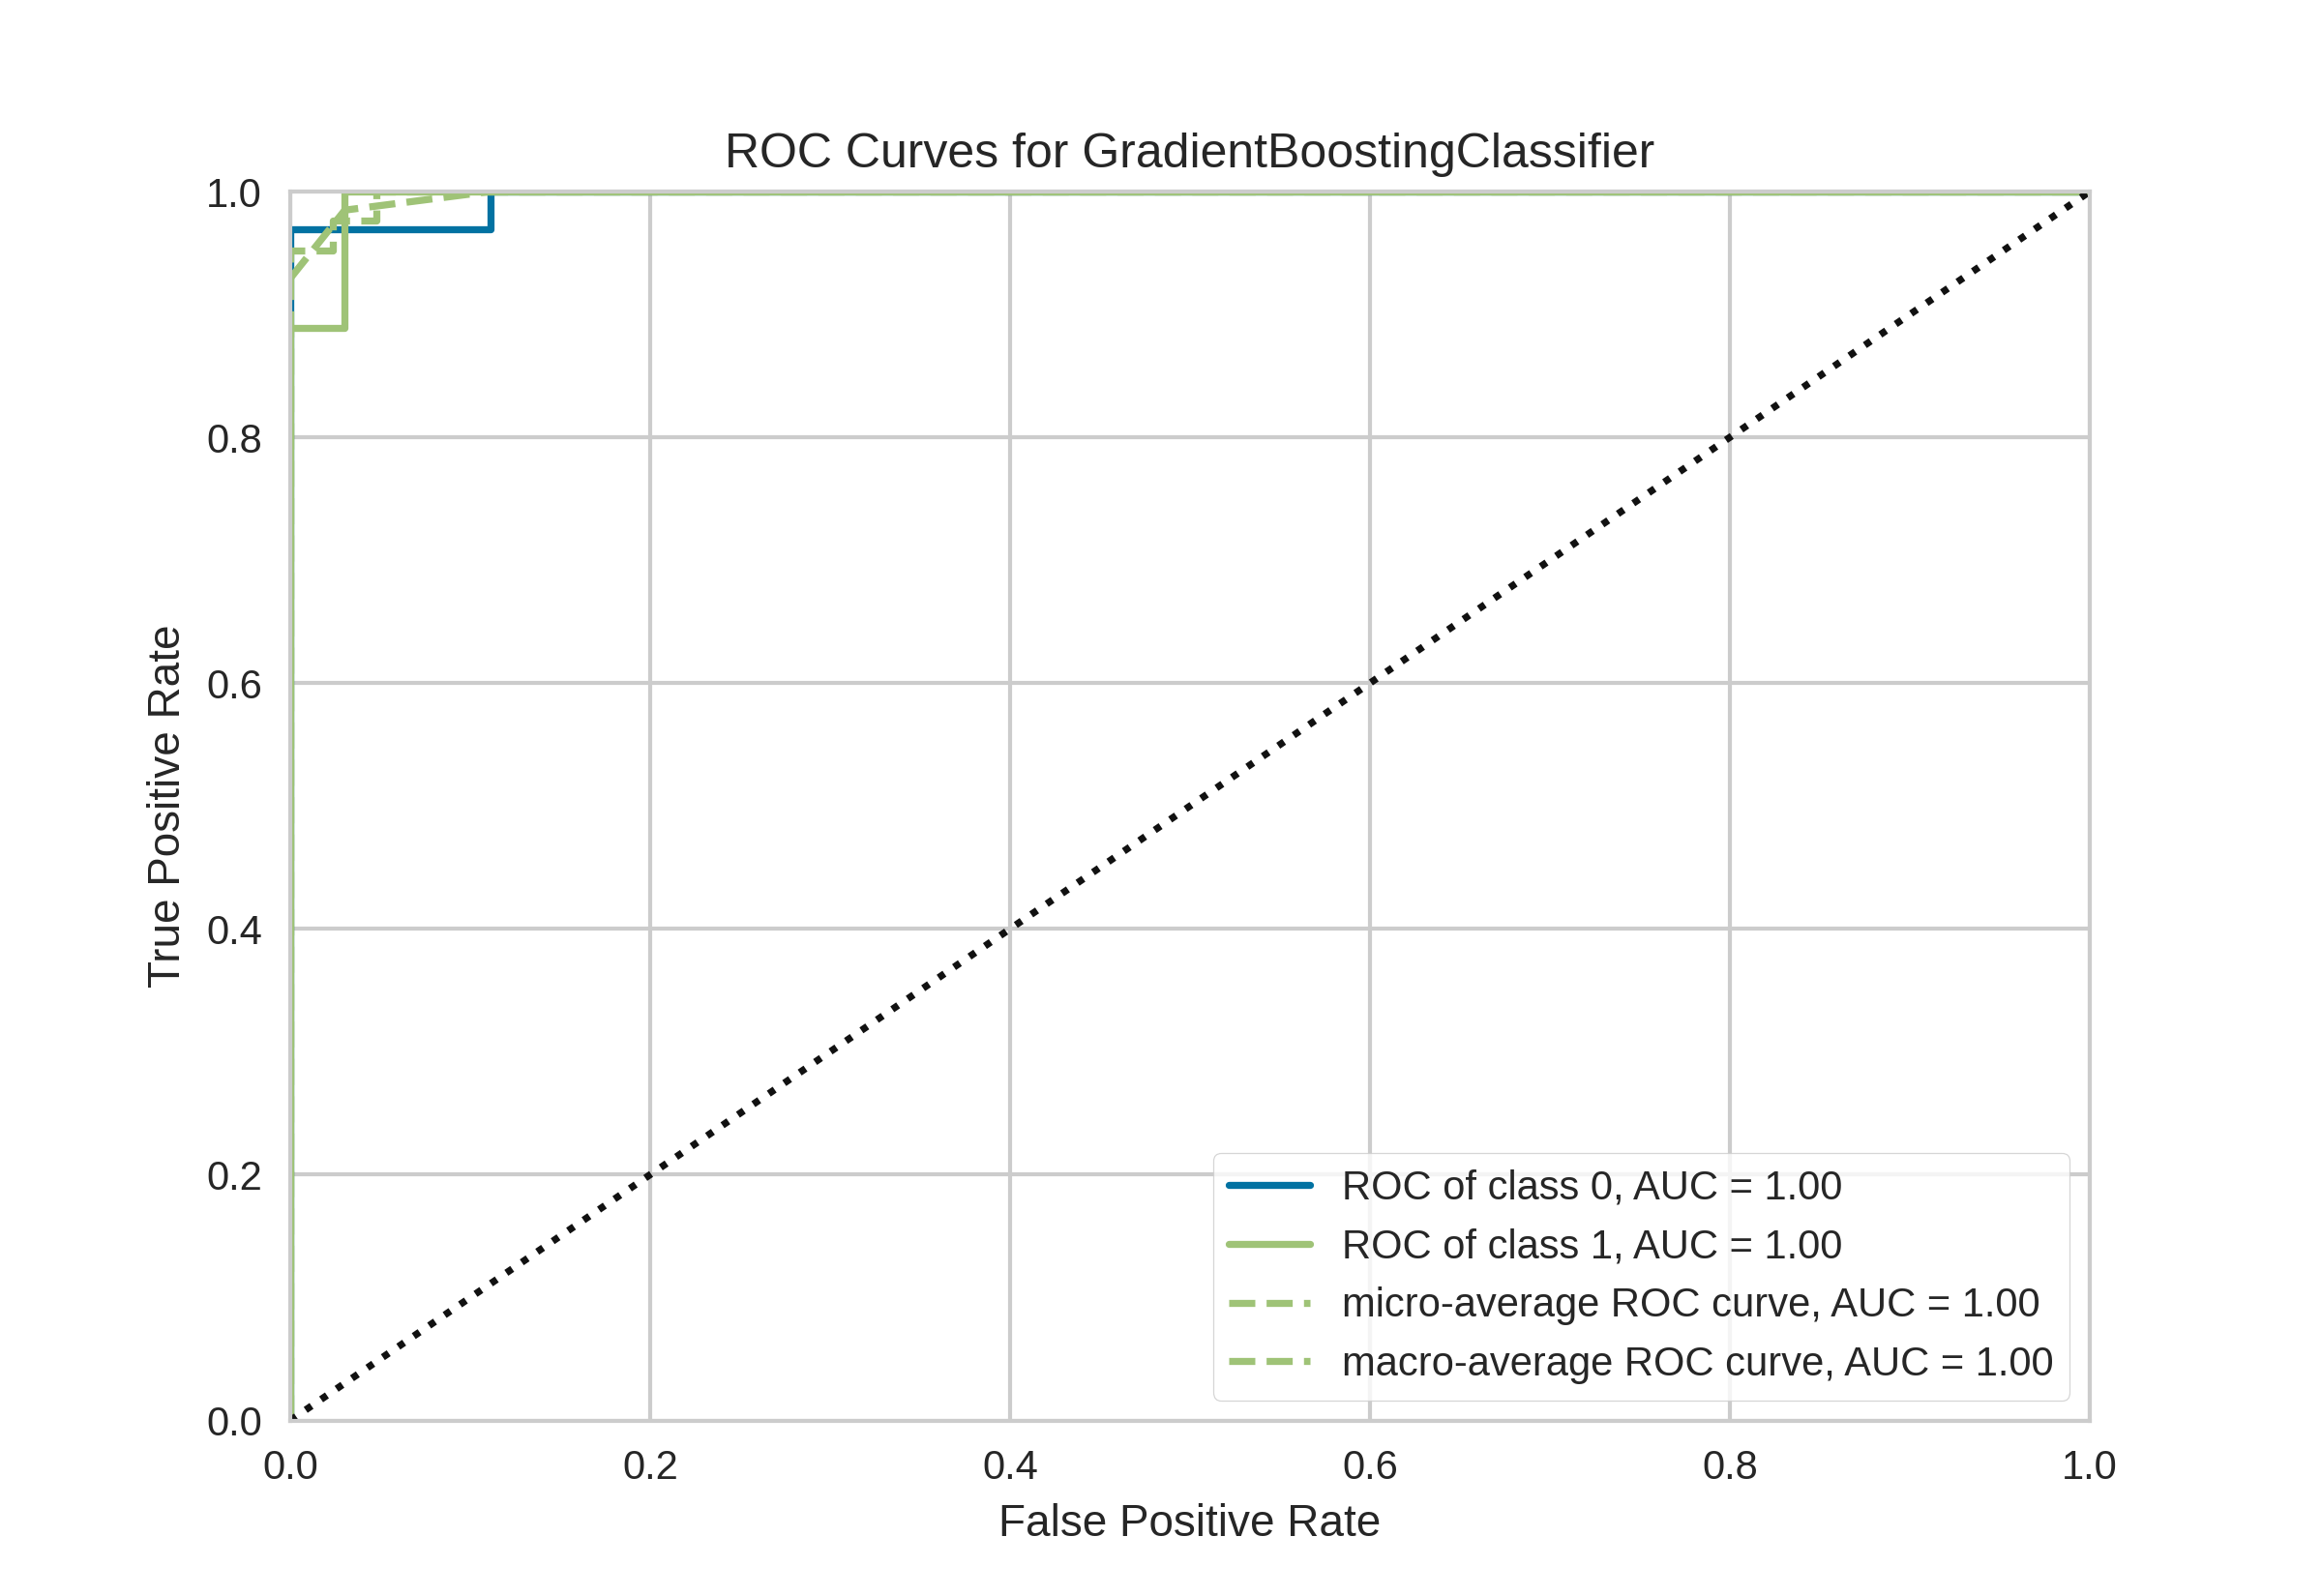 ROC Curves for GradientBoostingClassifier
1.0
0.8
0.6
0.4
0.2
0.0
True Positive Rate
ROC of class 0, AUC = 1.00
ROC of class 1, AUC = 1.00
micro-average ROC curve, AUC = 1.00
macro-average ROC curve, AUC = 1.00
0.0 0.2 0.4 0.6 0.8 1.0
False Positive Rate